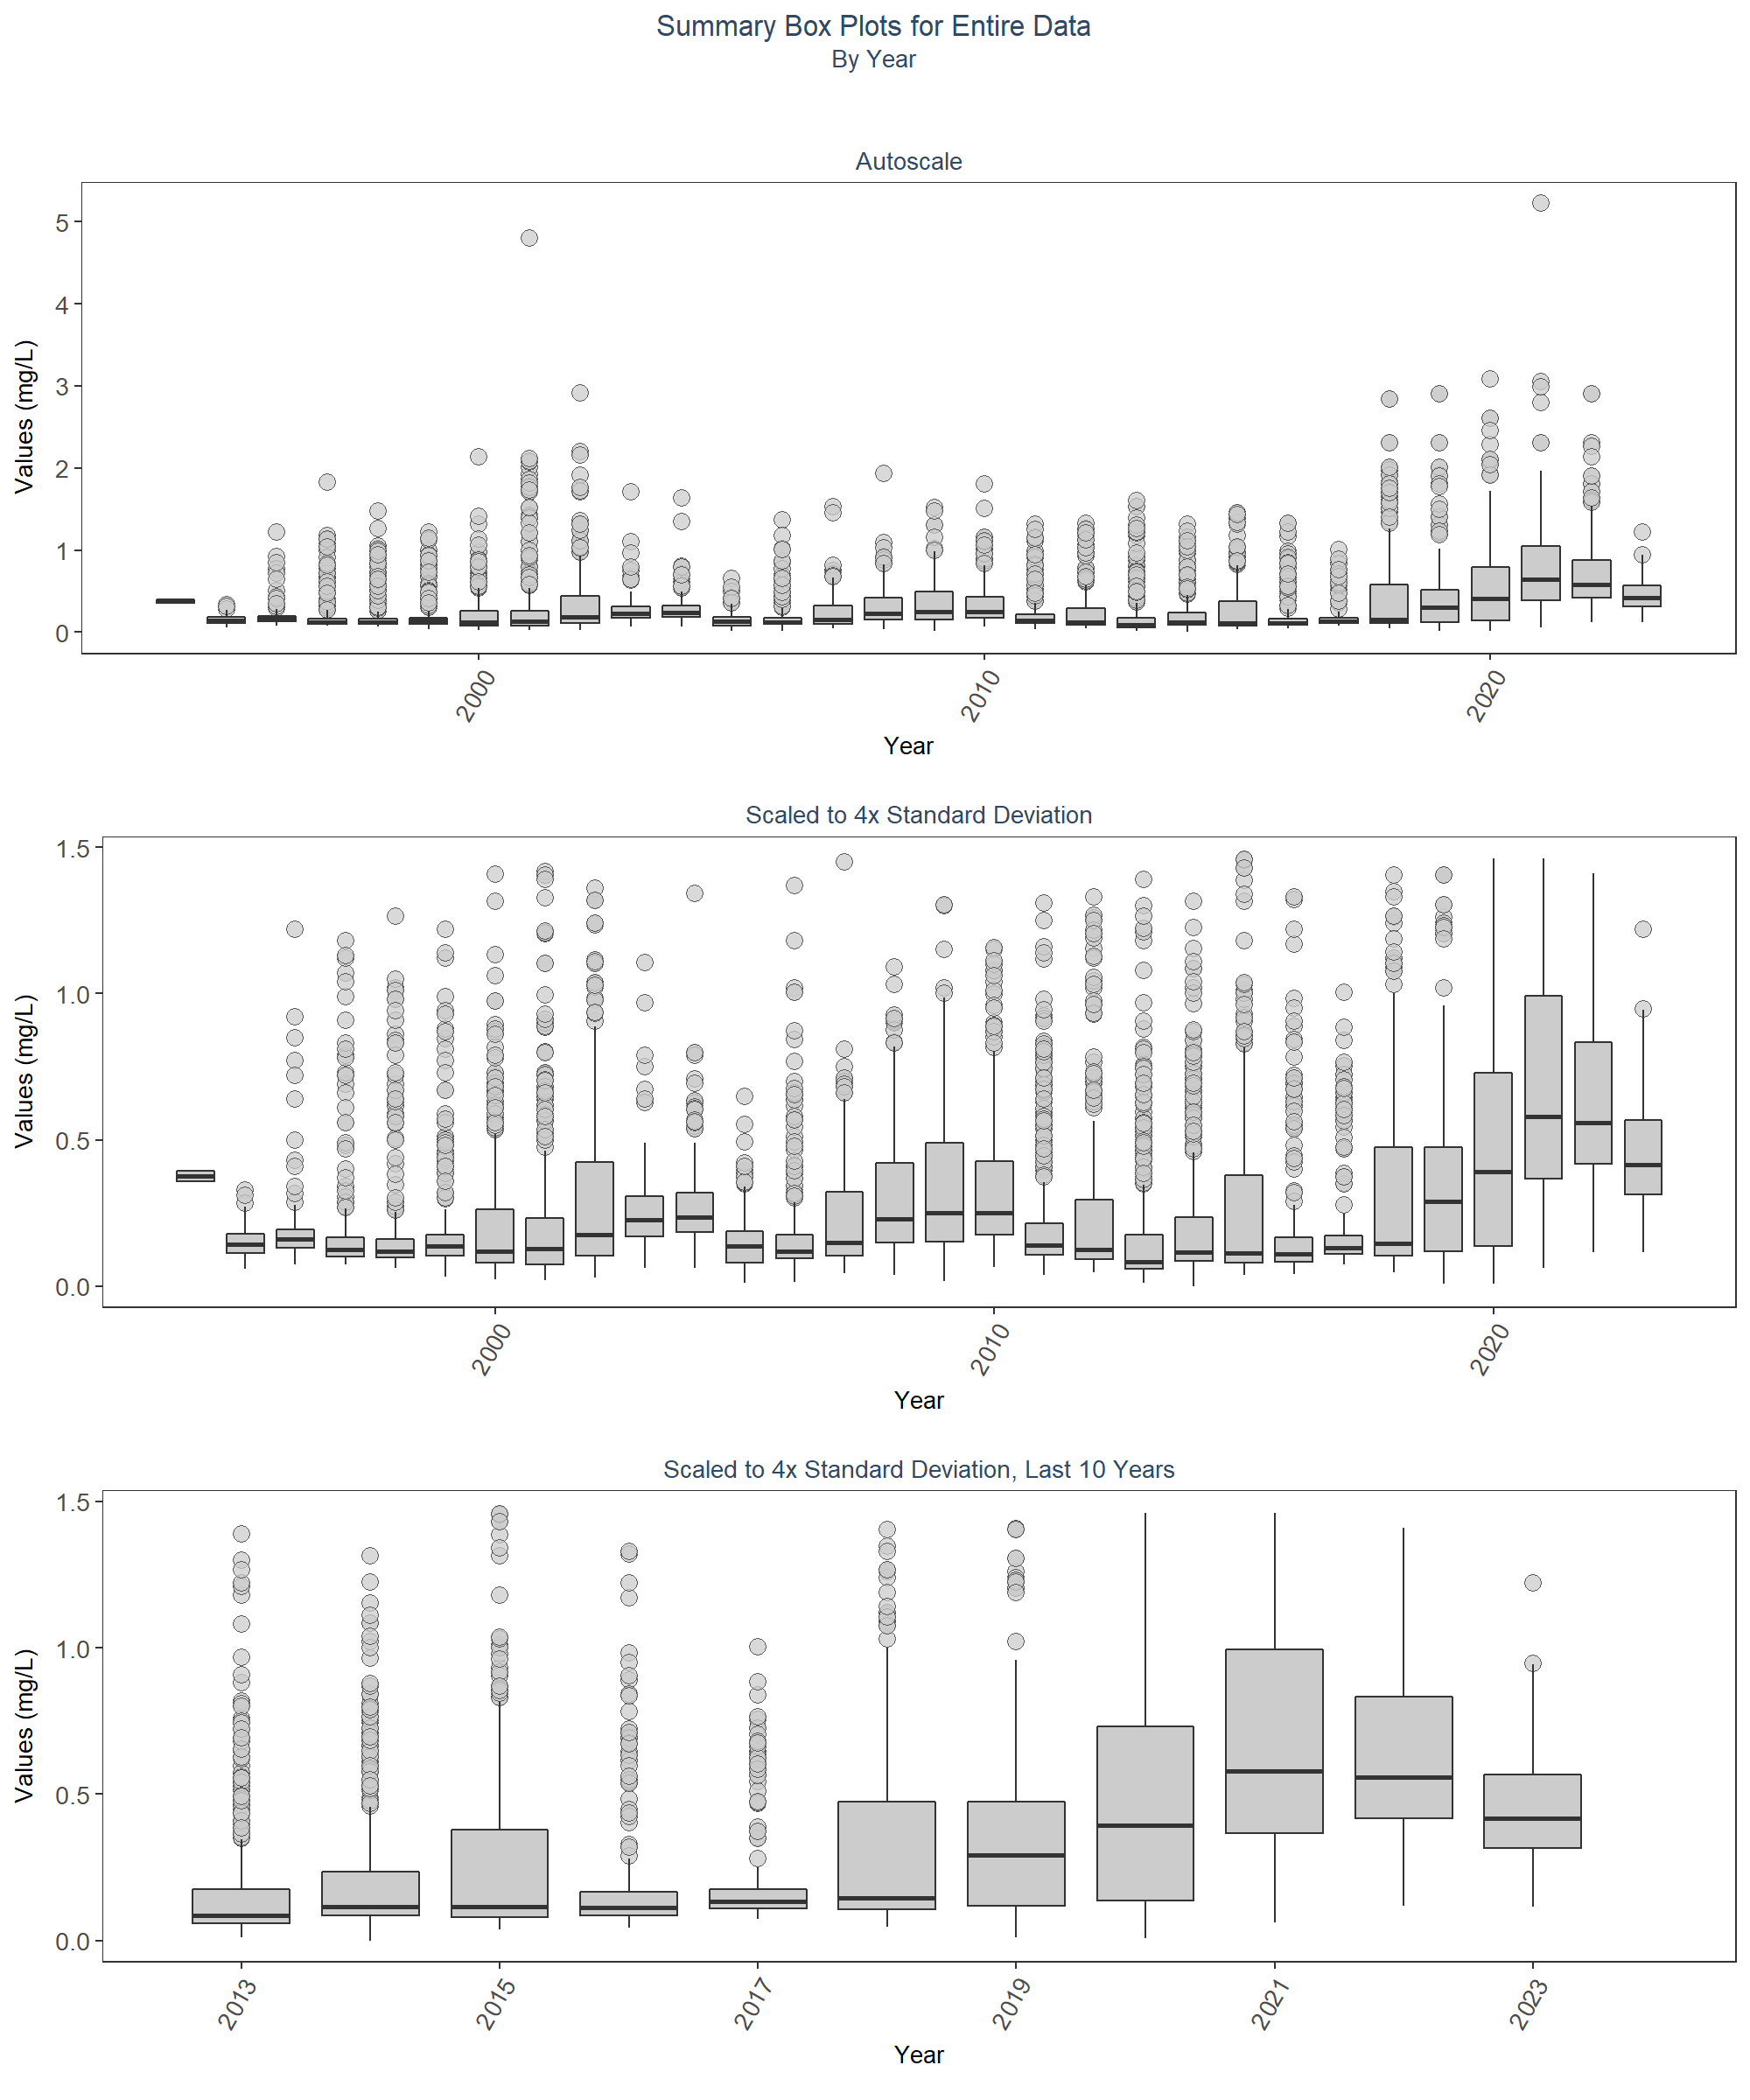 Summary Box Plots for Entire Data
By Year
Autoscale
Values (mg/L)
5
4
3
2
1
0
2000
2010
2020
Year
Scaled to 4x Standard Deviation
Values (mg/L)
1.5
1.0
0.5
0.0
2000
2010
2020
Year
Scaled to 4x Standard Deviation, Last 10 Years
Values (mg/L)
1.5
1.0
0.5
0.0
2013
2015
2017
2019
2021
2023
Year